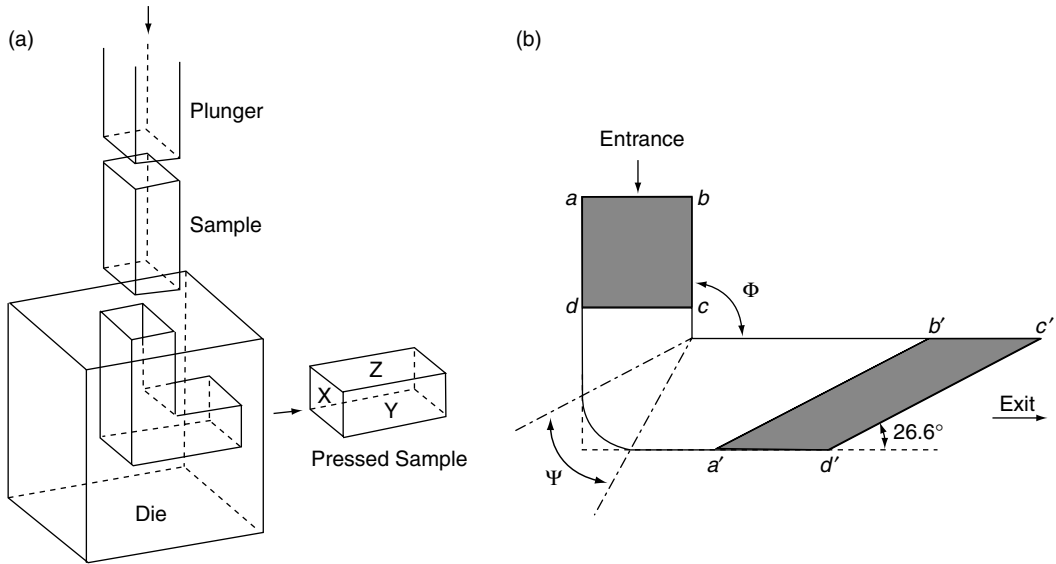 (a)
Plunger
Sample
Z
X
Y
Pressed Sample
Die
(b)
Entrance
a
b
d
c
Φ
b′
c′
Exit
26.6°
a′
d′
Ψ